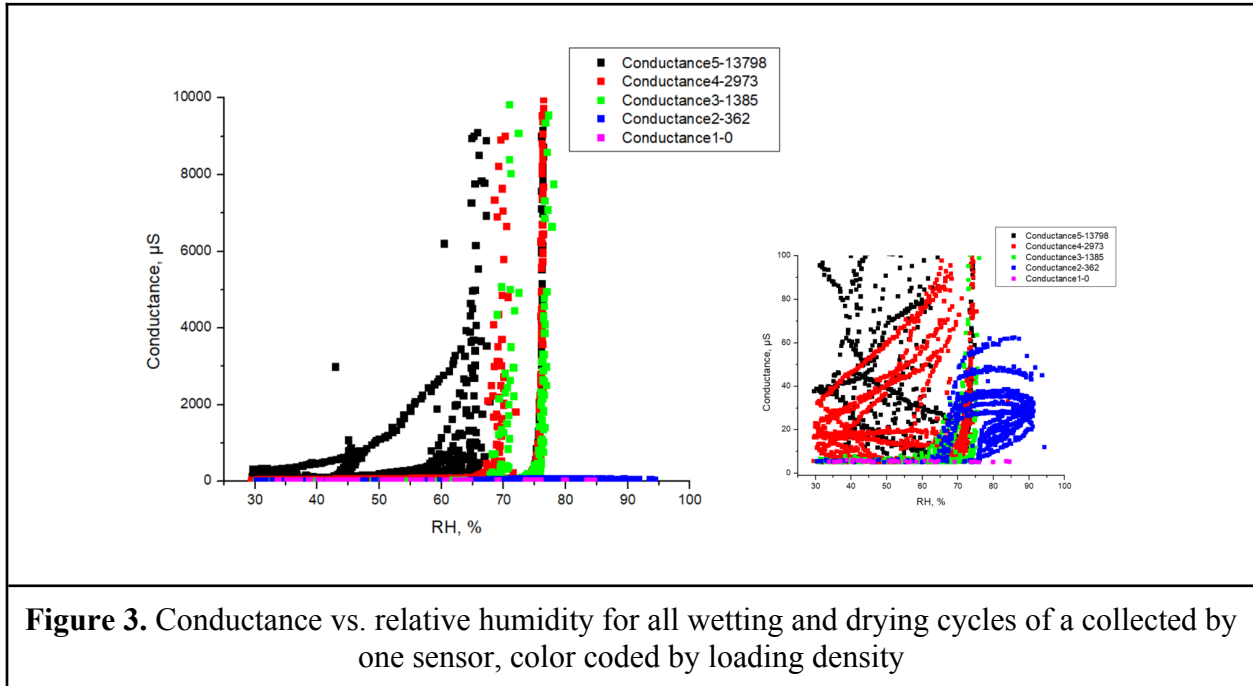 Conductance5-13798
Conductance4-2973
Conductance3-1385
Conductance2-362
Conductance1-0
10000
8000
6000
4000
2000
0
Conductance, µS
30 40 50 60 70 80 90 100
RH, %
Conductance5-13798
Conductance4-2973
Conductance3-1385
Conductance2-362
Conductance1-0
100
80
60
40
20
0
Conductance, µS
30 40 50 60 70 80 90 100
RH, %
Figure 3. Conductance vs. relative humidity for all wetting and drying cycles of a collected by
one sensor, color coded by loading density